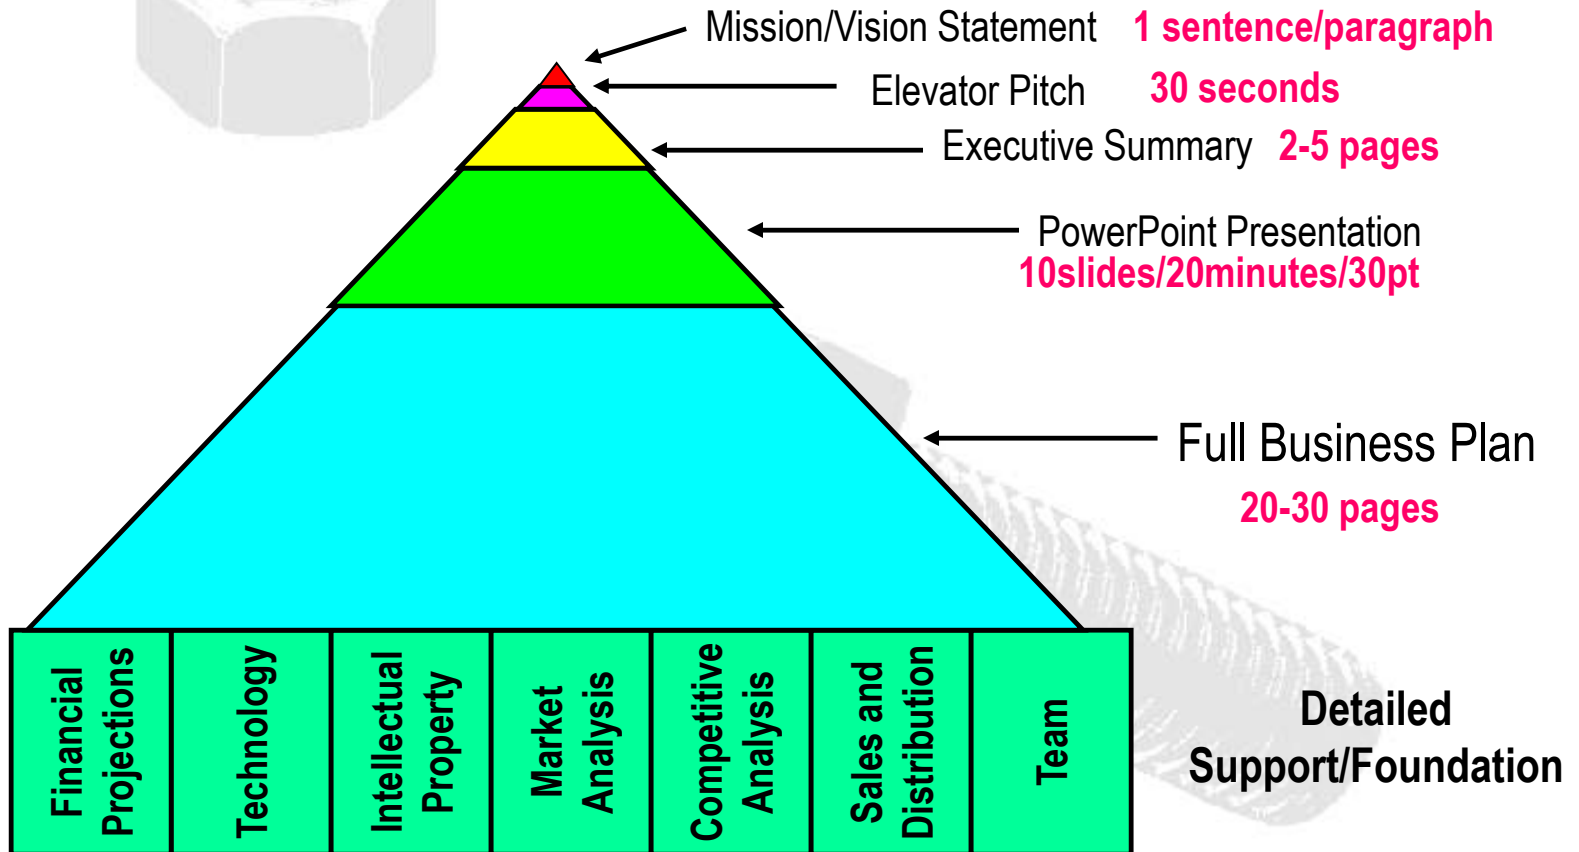 Mission/Vision Statement 1 sentence/paragraph
Elevator Pitch 30 seconds
Executive Summary 2-5 pages
PowerPoint Presentation
10slides/20minutes/30pt
Full Business Plan
20-30 pages
Financial
Projections
Technology
Intellectual
Property
Market
Analysis
Competitive
Analysis
Sales and
Distribution
Team
Detailed
Support/Foundation